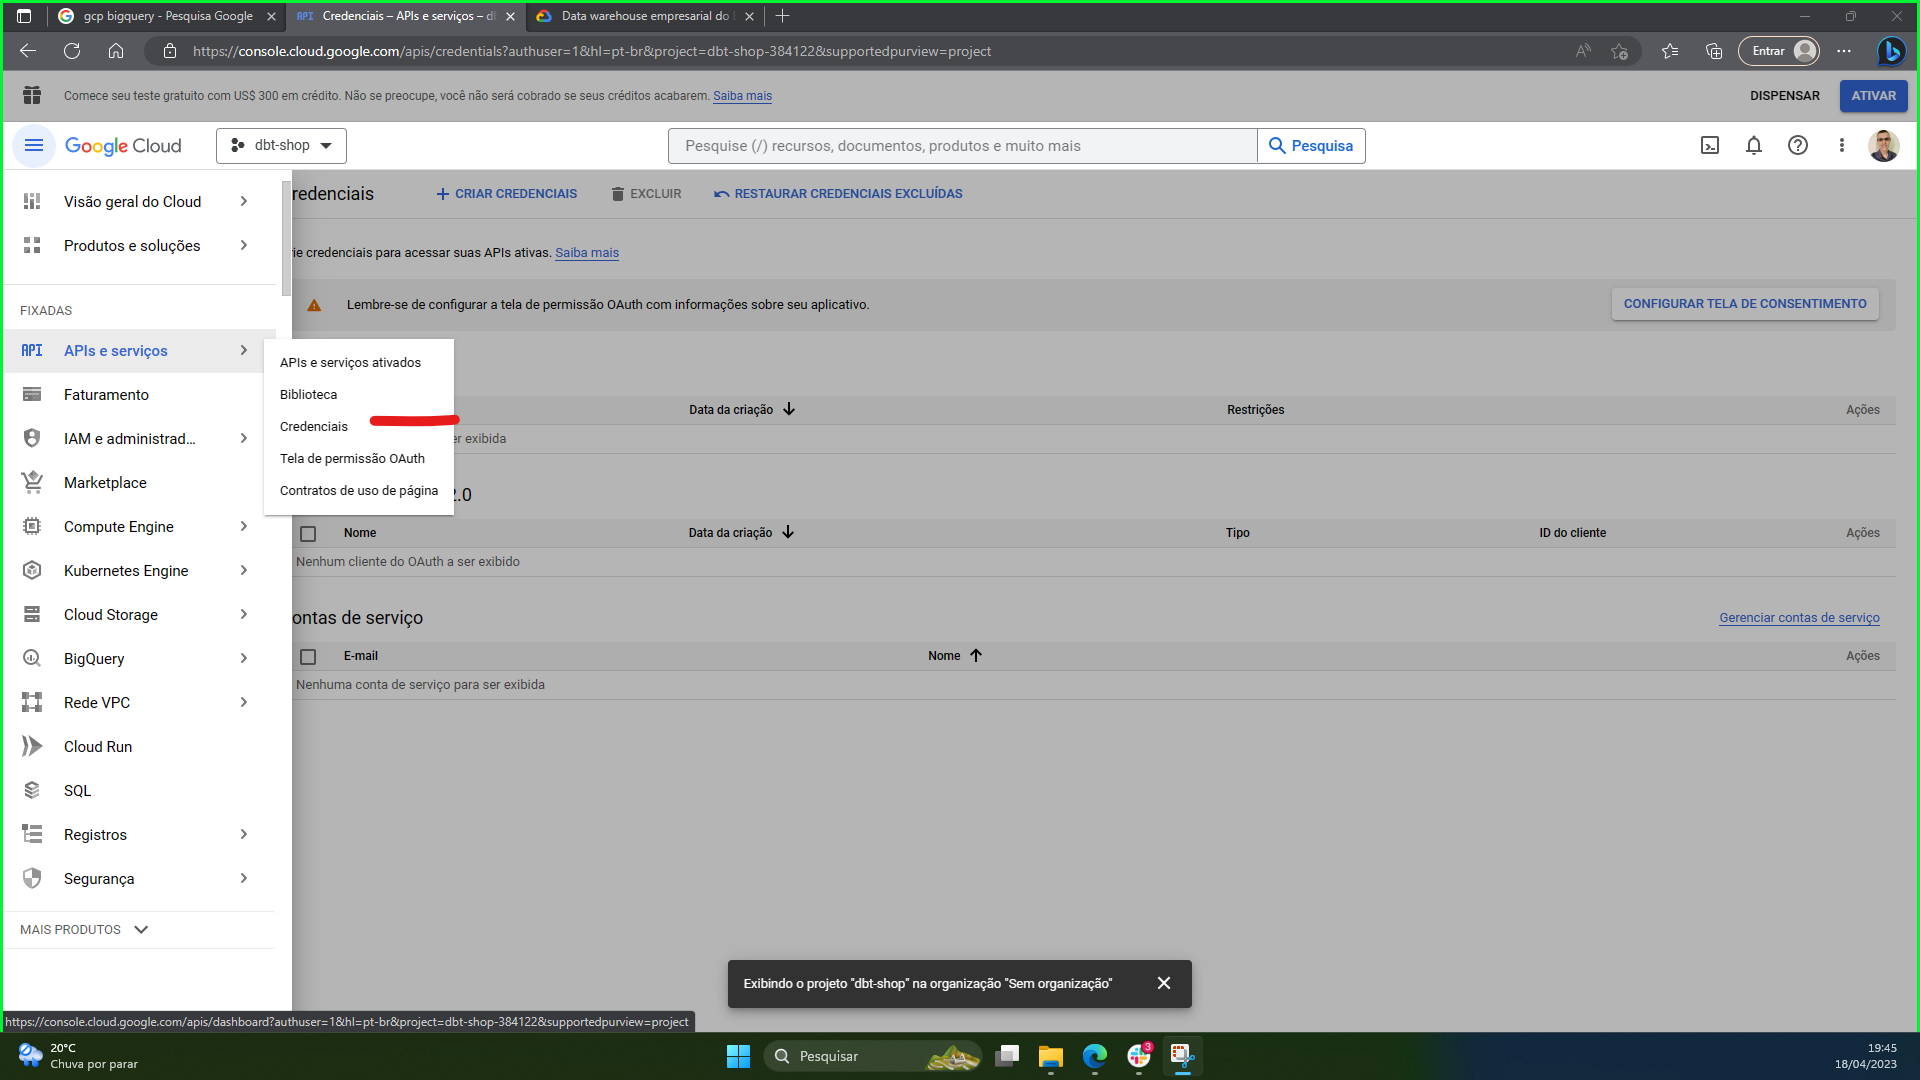 gcp bigquery - Pesquisa Google
API Credenciais – APIs e serviços – db
Data warehouse empresarial do
https://console.cloud.google.com/apis/credentials?authuser=1&hl=pt-br&project=dbt-shop-384122&supportedpurview=project
Entrar
Comece seu teste gratuito com US$ 300 em crédito. Não se preocupe, você não será cobrado se seus créditos acabarem. Saiba mais
DISPENSAR
ATIVAR
Google Cloud
dbt-shop
Pesquise (/) recursos, documentos, produtos e muito mais
Pesquisa
Visão geral do Cloud
Produtos e soluções
FIXADAS
API APIs e serviços
Faturamento
IAM e administrad...
Marketplace
Compute Engine
Kubernetes Engine
Cloud Storage
BigQuery
Rede VPC
Cloud Run
SQL
Registros
Segurança
MAIS PRODUTOS
APIs e serviços ativados
Biblioteca
Credenciais
Tela de permissão OAuth
Contratos de uso de página
redenciais
CRIAR CREDENCIAIS
EXCLUIR
RESTAURAR CREDENCIAIS EXCLUÍDAS
rie credenciais para acessar suas APIs ativas. Saiba mais
Lembre-se de configurar a tela de permissão OAuth com informações sobre seu aplicativo.
CONFIGURAR TELA DE CONSENTIMENTO
Data da criação
Restrições
Ações
er exibida
2.0
Nome
Data da criação
Tipo
ID do cliente
Ações
Nenhum cliente do OAuth a ser exibido
ontas de serviço
Gerenciar contas de serviço
E-mail
Nome
Ações
Nenhuma conta de serviço para ser exibida
Exibindo o projeto "dbt-shop" na organização "Sem organização"
https://console.cloud.google.com/apis/dashboard?authuser=1&hl=pt-br&project=dbt-shop-384122&supportedpurview=project
20°C
Chuva por parar
Pesquisar
3
19:45
18/04/2023